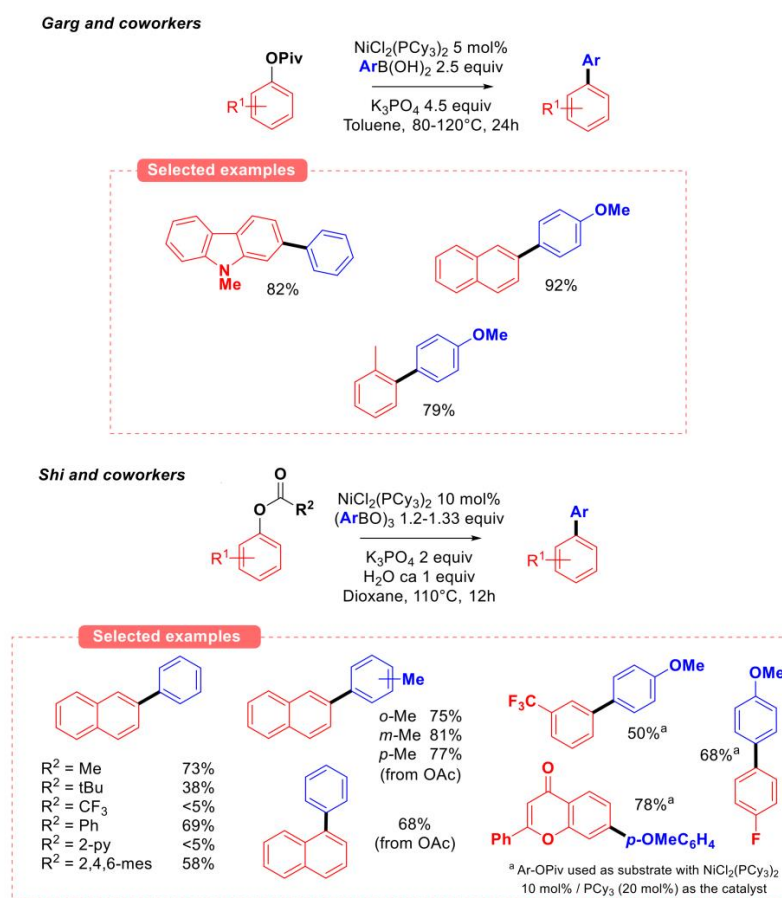 Garg and coworkers
OPiv
R¹
NiCl₂(PCy₃)₂ 5 mol%
ArB(OH)₂ 2.5 equiv
K₃PO₄ 4.5 equiv
Toluene, 80-120°C, 24h
Ar
R¹
Selected examples
N
Me
82%
OMe
92%
OMe
79%
Shi and coworkers
O
O
R²
R¹
NiCl₂(PCy₃)₂ 10 mol%
(ArBO)₃ 1.2-1.33 equiv
K₃PO₄ 2 equiv
H₂O ca 1 equiv
Dioxane, 110°C, 12h
Ar
R¹
Selected examples
R² = Me 73%
R² = tBu 38%
R² = CF₃ <5%
R² = Ph 69%
R² = 2-py <5%
R² = 2,4,6-mes 58%
Me
o-Me 75%
m-Me 81%
p-Me 77%
(from OAc)
68%
(from OAc)
F₃C
OMe
50%ᵃ
OMe
68%ᵃ
F
O
Ph
O
78%ᵃ
p-OMeC₆H₄
ᵃ Ar-OPiv used as substrate with NiCl₂(PCy₃)₂
10 mol% / PCy₃ (20 mol%) as the catalyst